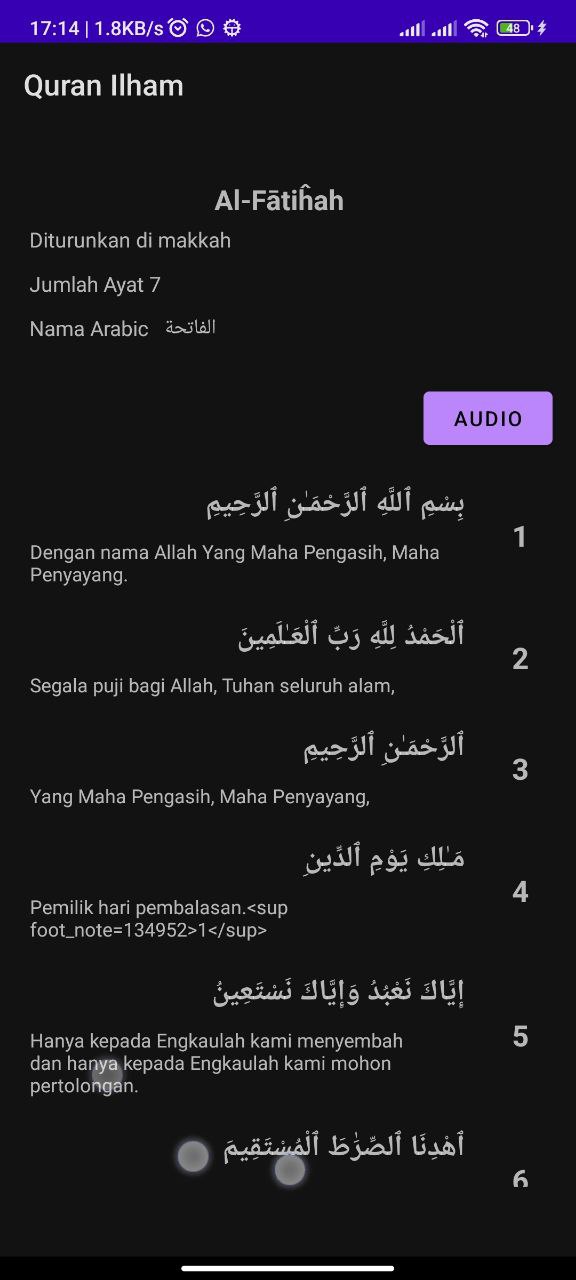 17:14 | 1.8KB/s
48
Quran Ilham
Al-Fātiĥah
Diturunkan di makkah
Jumlah Ayat 7
Nama Arabic الفاتحة
AUDIO
بِسْمِ ٱللَّهِ ٱلرَّحْمَـٰنِ ٱلرَّحِيمِ
1
Dengan nama Allah Yang Maha Pengasih, Maha
Penyayang.
ٱلْحَمْدُ لِلَّهِ رَبِّ ٱلْعَـٰلَمِينَ
2
Segala puji bagi Allah, Tuhan seluruh alam,
ٱلرَّحْمَـٰنِ ٱلرَّحِيمِ
3
Yang Maha Pengasih, Maha Penyayang,
مَـٰلِكِ يَوْمِ ٱلدِّينِ
4
Pemilik hari pembalasan.<sup
foot_note=134952>1</sup>
إِيَّاكَ نَعْبُدُ وَإِيَّاكَ نَسْتَعِينُ
5
Hanya kepada Engkaulah kami menyembah
dan hanya kepada Engkaulah kami mohon
pertolongan.
ٱهْدِنَا ٱلصِّرَٰطَ ٱلْمُسْتَقِيمَ
6